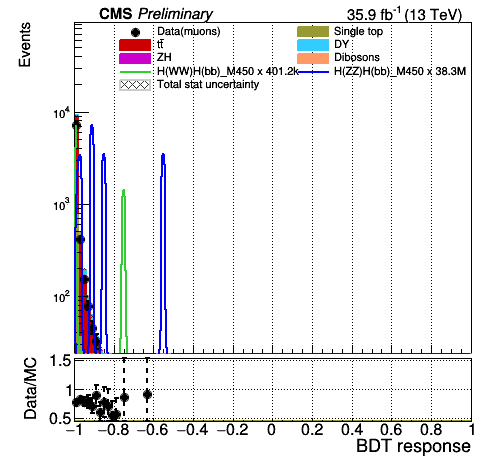 CMS Preliminary 35.9 fb⁻¹ (13 TeV)
Events
Data(muons) Single top
tt̄ DY
ZH Dibosons
H(WW)H(bb)_M450 x 401.2k H(ZZ)H(bb)_M450 x 38.3M
Total stat uncertainty
10⁴
10³
10²
Data/MC
1.5
1
0.5
−1 −0.8 −0.6 −0.4 −0.2 0 0.2 0.4 0.6 0.8 1
BDT response